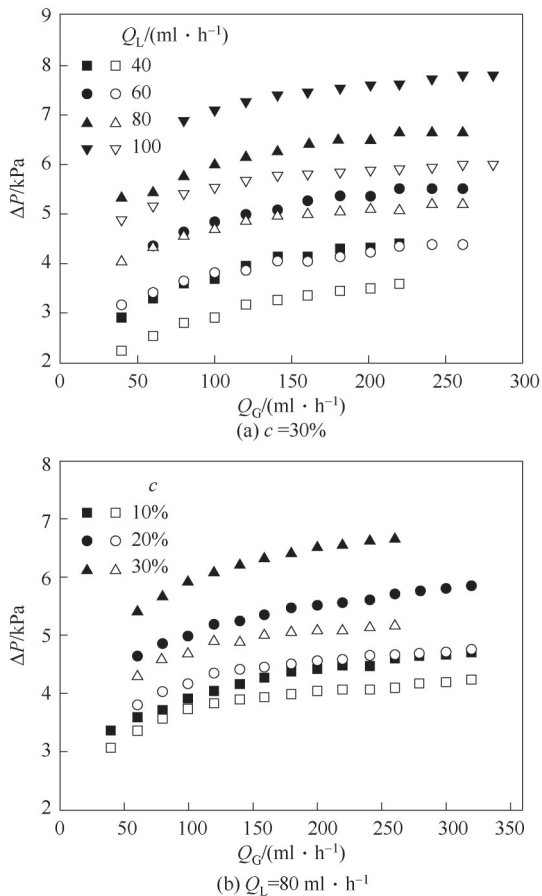 9
8
7
6
5
4
3
2
ΔP/kPa
Q_L/(ml · h⁻¹)
40
60
80
100
0 50 100 150 200 250 300
Q_G/(ml · h⁻¹)
(a) c =30%
8
7
6
5
4
3
2
ΔP/kPa
c
10%
20%
30%
0 50 100 150 200 250 300 350
Q_G/(ml · h⁻¹)
(b) Q_L=80 ml · h⁻¹